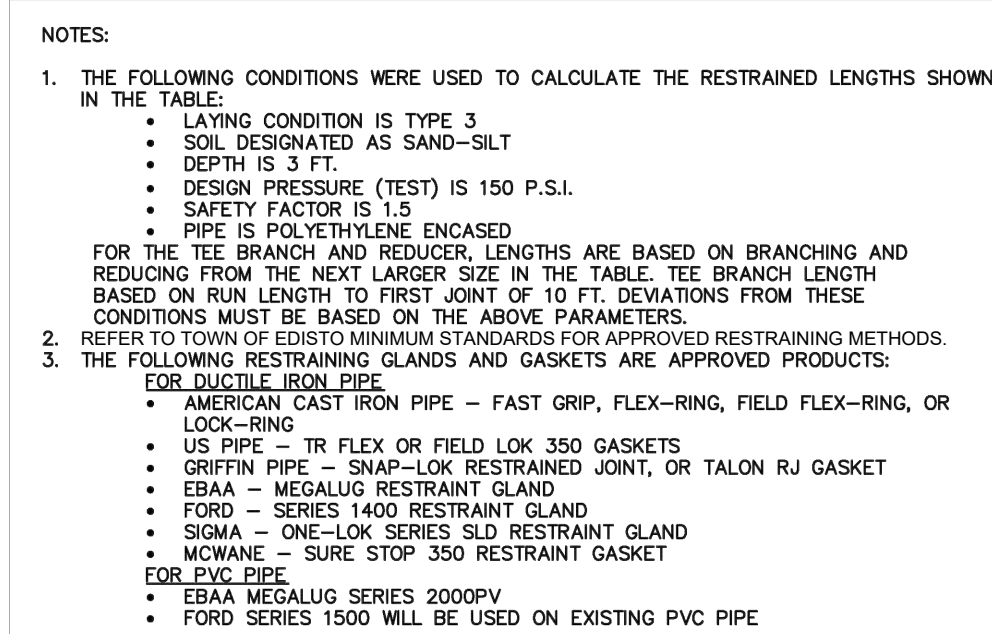 NOTES:
1. THE FOLLOWING CONDITIONS WERE USED TO CALCULATE THE RESTRAINED LENGTHS SHOWN
IN THE TABLE:
• LAYING CONDITION IS TYPE 3
• SOIL DESIGNATED AS SAND–SILT
• DEPTH IS 3 FT.
• DESIGN PRESSURE (TEST) IS 150 P.S.I.
• SAFETY FACTOR IS 1.5
• PIPE IS POLYETHYLENE ENCASED
FOR THE TEE BRANCH AND REDUCER, LENGTHS ARE BASED ON BRANCHING AND
REDUCING FROM THE NEXT LARGER SIZE IN THE TABLE. TEE BRANCH LENGTH
BASED ON RUN LENGTH TO FIRST JOINT OF 10 FT. DEVIATIONS FROM THESE
CONDITIONS MUST BE BASED ON THE ABOVE PARAMETERS.
2. REFER TO TOWN OF EDISTO MINIMUM STANDARDS FOR APPROVED RESTRAINING METHODS.
3. THE FOLLOWING RESTRAINING GLANDS AND GASKETS ARE APPROVED PRODUCTS:
FOR DUCTILE IRON PIPE
• AMERICAN CAST IRON PIPE – FAST GRIP, FLEX–RING, FIELD FLEX–RING, OR
LOCK–RING
• US PIPE – TR FLEX OR FIELD LOK 350 GASKETS
• GRIFFIN PIPE – SNAP–LOK RESTRAINED JOINT, OR TALON RJ GASKET
• EBAA – MEGALUG RESTRAINT GLAND
• FORD – SERIES 1400 RESTRAINT GLAND
• SIGMA – ONE–LOK SERIES SLD RESTRAINT GLAND
• MCWANE – SURE STOP 350 RESTRAINT GASKET
FOR PVC PIPE
• EBAA MEGALUG SERIES 2000PV
• FORD SERIES 1500 WILL BE USED ON EXISTING PVC PIPE